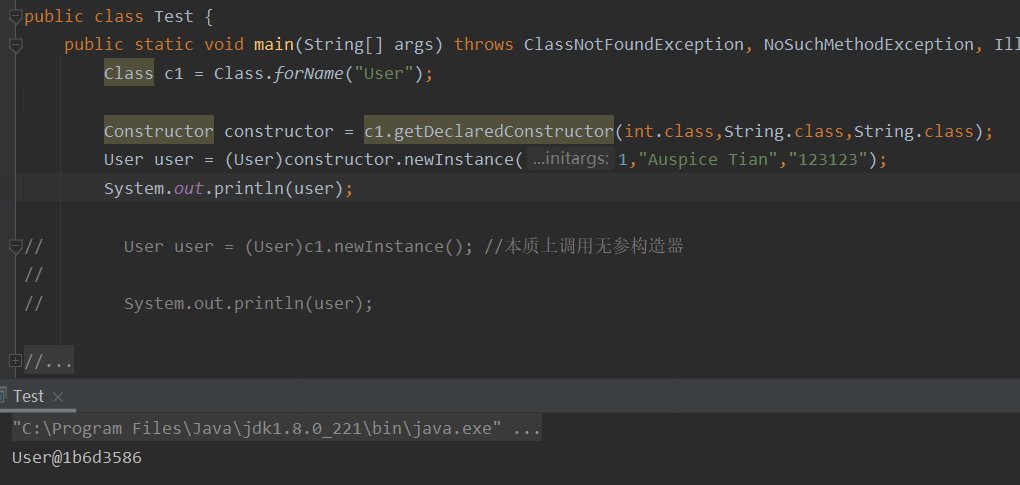 public class Test {
public static void main(String[] args) throws ClassNotFoundException, NoSuchMethodException, Ill
Class c1 = Class.forName("User");
Constructor constructor = c1.getDeclaredConstructor(int.class,String.class,String.class);
User user = (User)constructor.newInstance( ...initargs: 1,"Auspice Tian","123123");
System.out.println(user);
// User user = (User)c1.newInstance(); //本质上调用无参构造器
//
// System.out.println(user);
//...
Test ×
"C:\Program Files\Java\jdk1.8.0_221\bin\java.exe" ...
User@1b6d3586